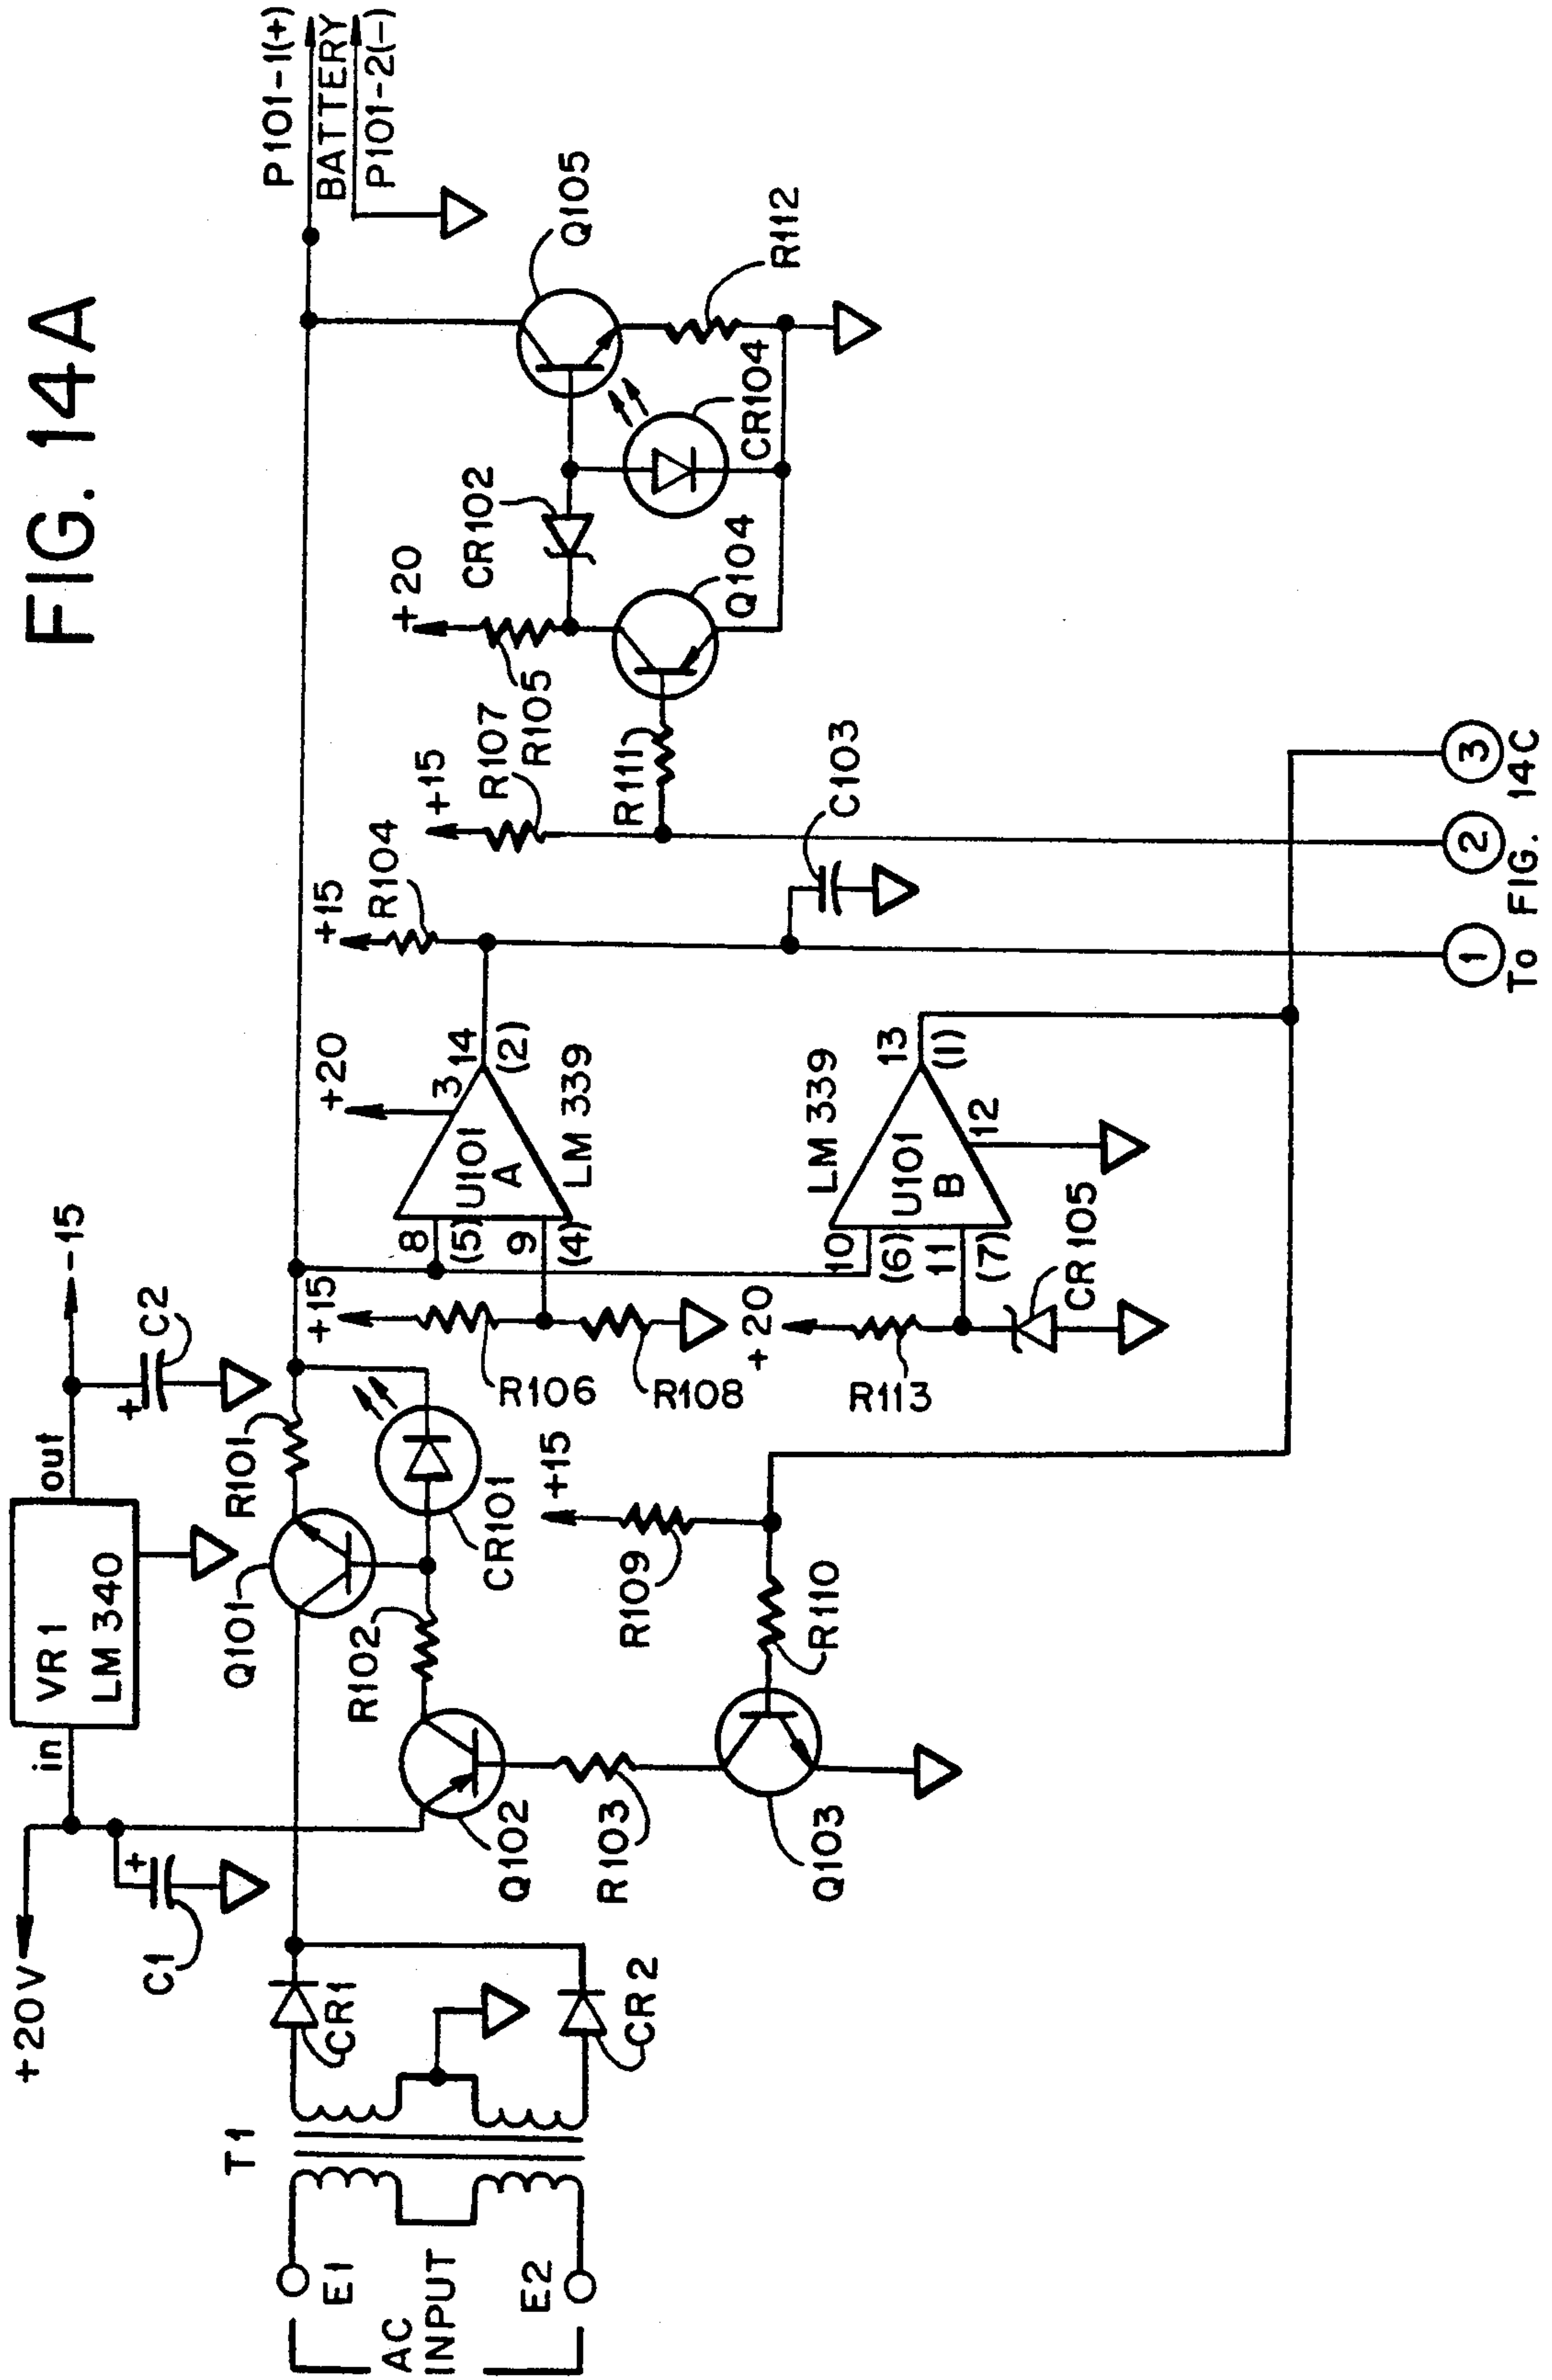 FIG. 14A
+20V
C1
in
VR1
LM 340
out
C2
+
+
-15
T1
AC
INPUT
E1
E2
CR1
CR2
Q101
R101
R102
CR101
Q102
R103
Q103
R110
R109
+15
+15
R106
R108
+20
R113
CR105
8
(5)
9
(4)
U101
A
3
14
(2)
LM 339
+20
10
(6)
11
(7)
U101
B
12
13
(1)
LM 339
+15
R104
+15
R107
R105
R111
C103
+20
CR102
Q104
CR104
Q105
R112
P101-1(+)
BATTERY
P101-2(-)
1
2
3
To FIG. 14C